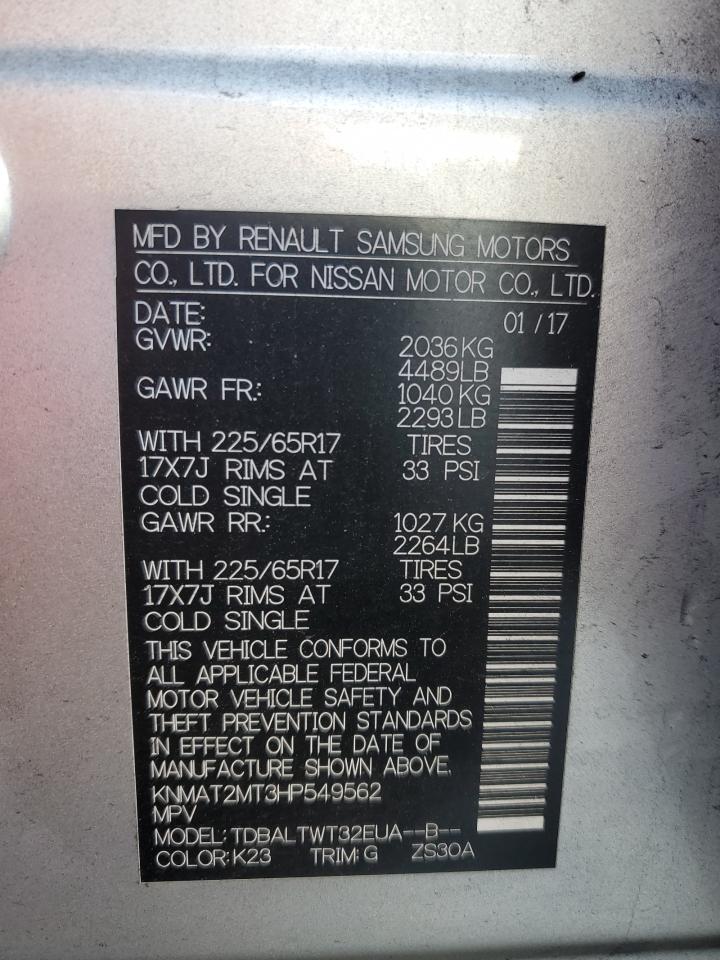 MFD BY RENAULT SAMSUNG MOTORS
CO., LTD. FOR NISSAN MOTOR CO., LTD.
DATE: 01 / 17
GVWR: 2036KG
4489LB
GAWR FR.: 1040 KG
2293LB
WITH 225/65R17 TIRES
17X7J RIMS AT 33 PSI
COLD SINGLE
GAWR RR.: 1027 KG
2264LB
WITH 225/65R17 TIRES
17X7J RIMS AT 33 PSI
COLD SINGLE
THIS VEHICLE CONFORMS TO
ALL APPLICABLE FEDERAL
MOTOR VEHICLE SAFETY AND
THEFT PREVENTION STANDARDS
IN EFFECT ON THE DATE OF
MANUFACTURE SHOWN ABOVE.
KNMAT2MT3HP549562
MPV
MODEL: TDBALTWT32EUA--B--
COLOR: K23 TRIM: G ZS30A